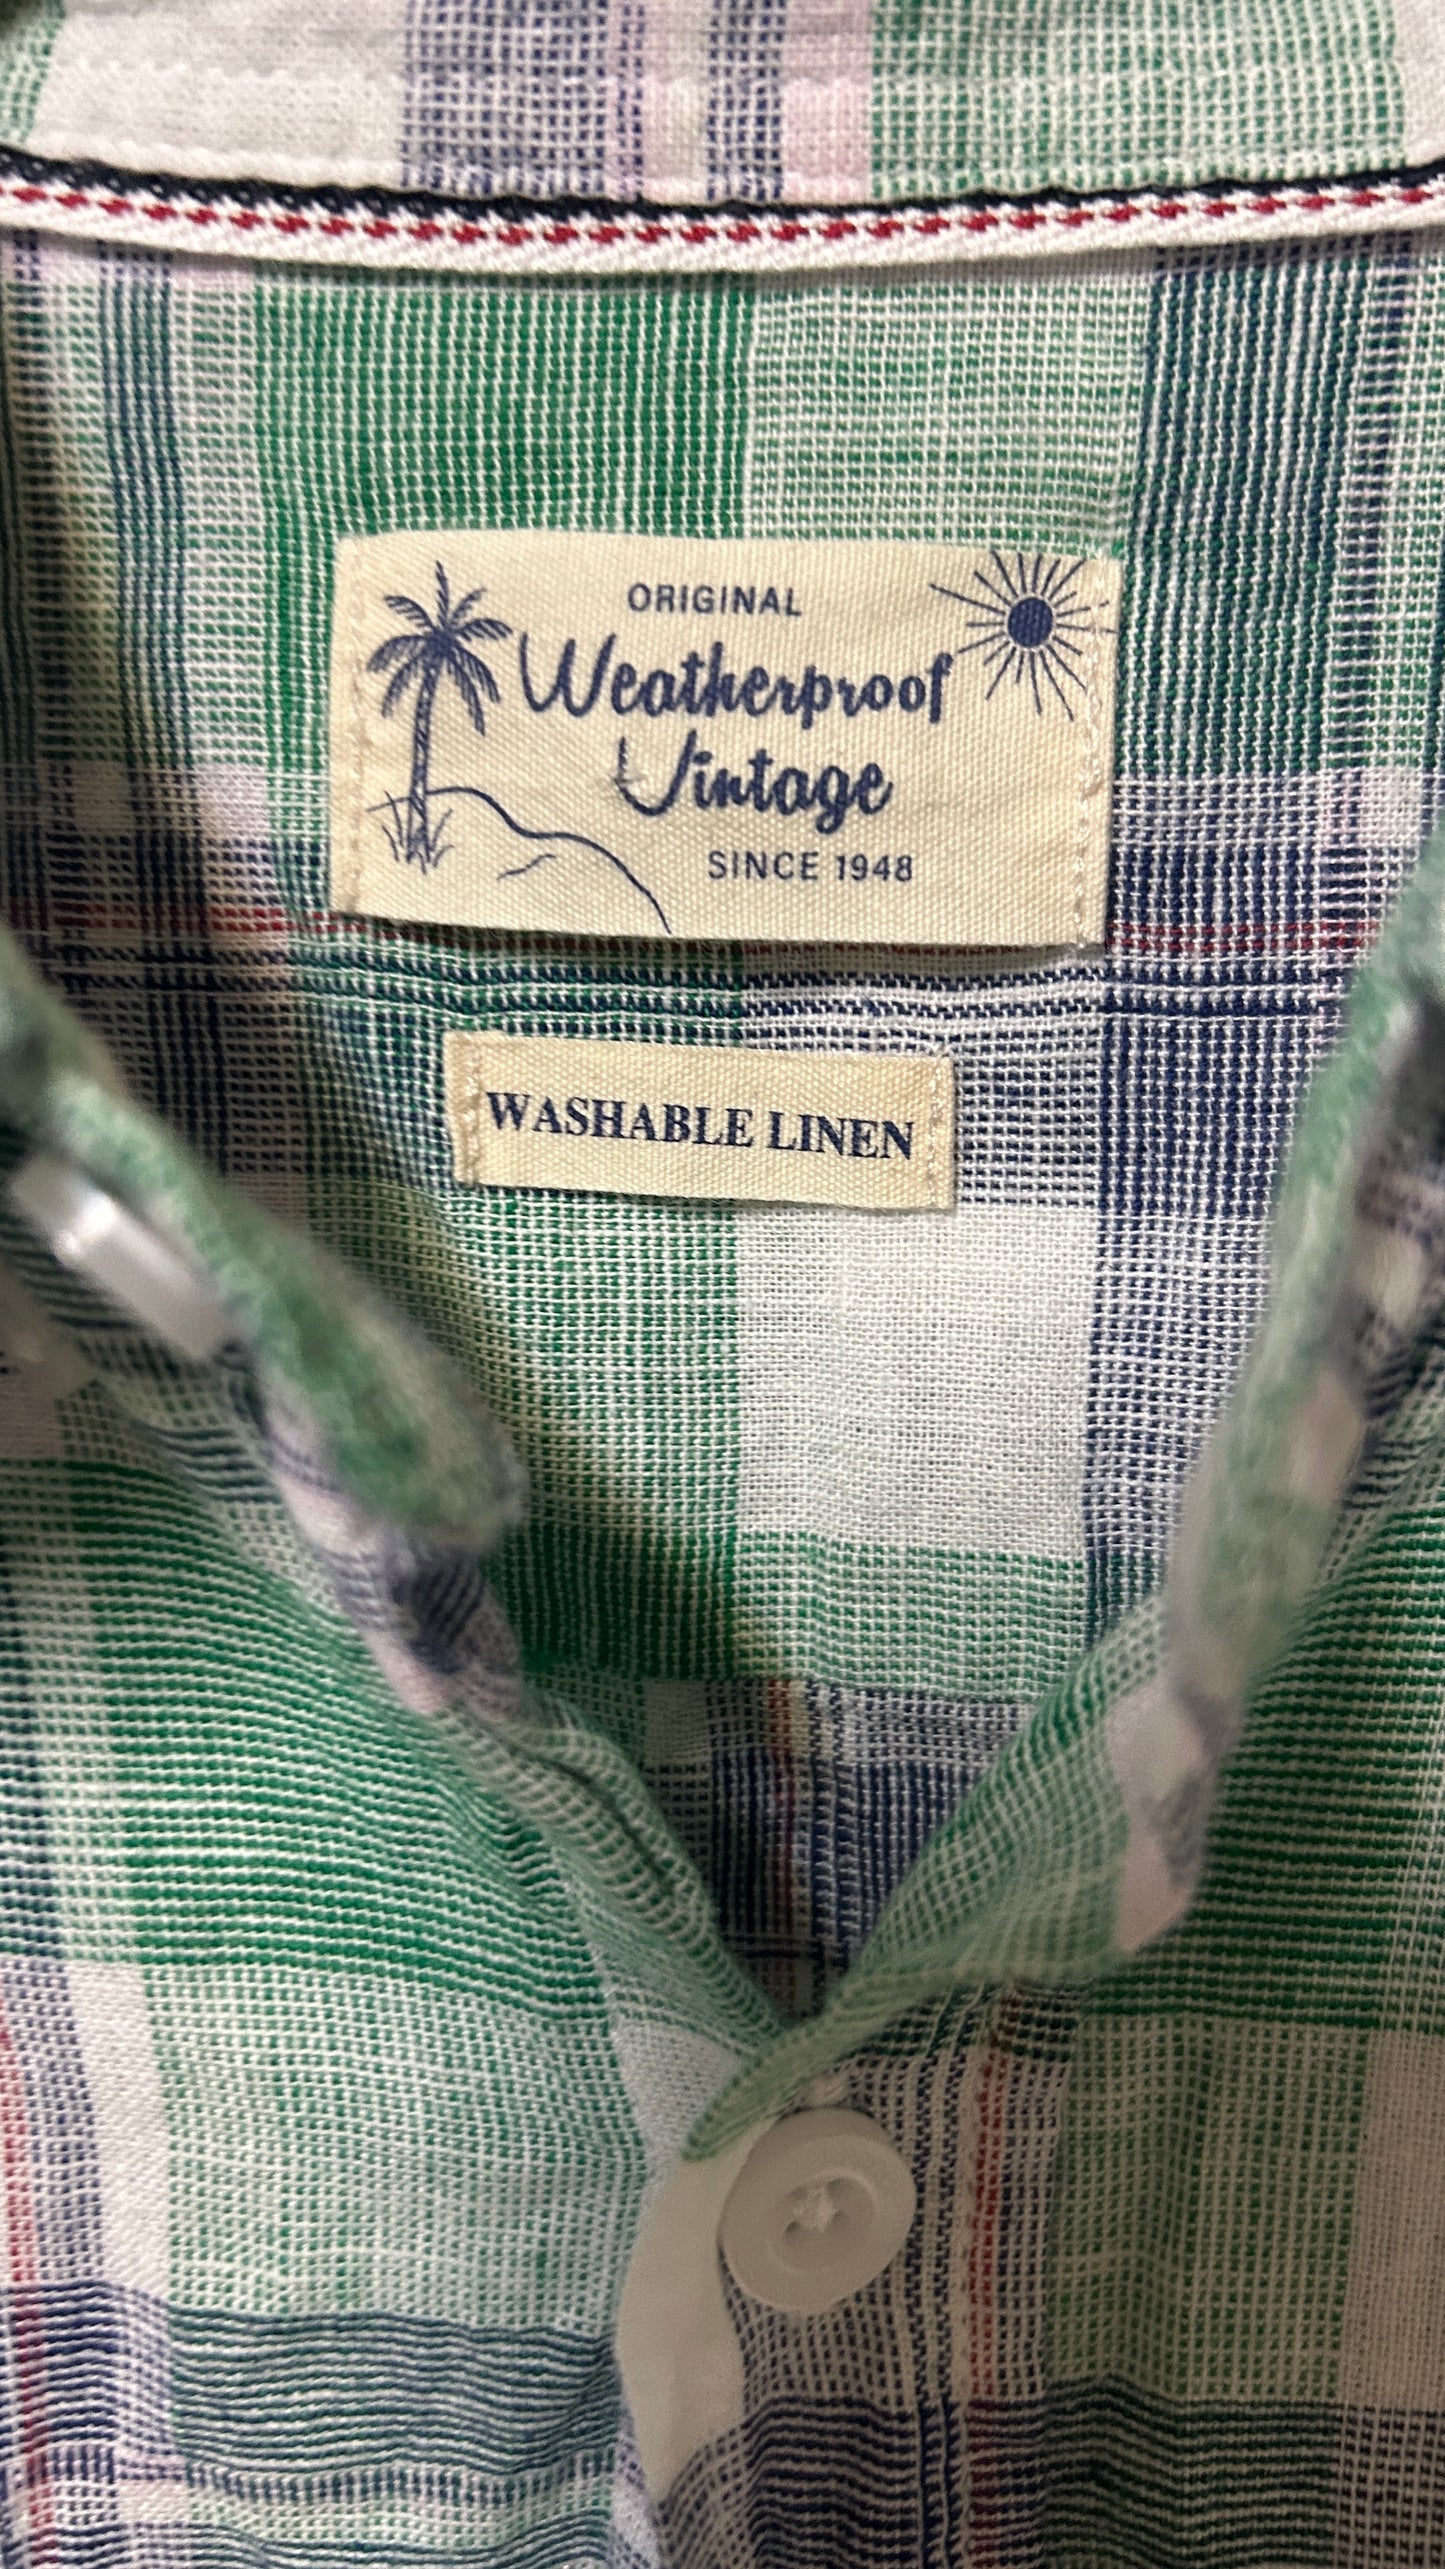 ORIGINAL
Weatherproof
Vintage
SINCE 1948
WASHABLE LINEN